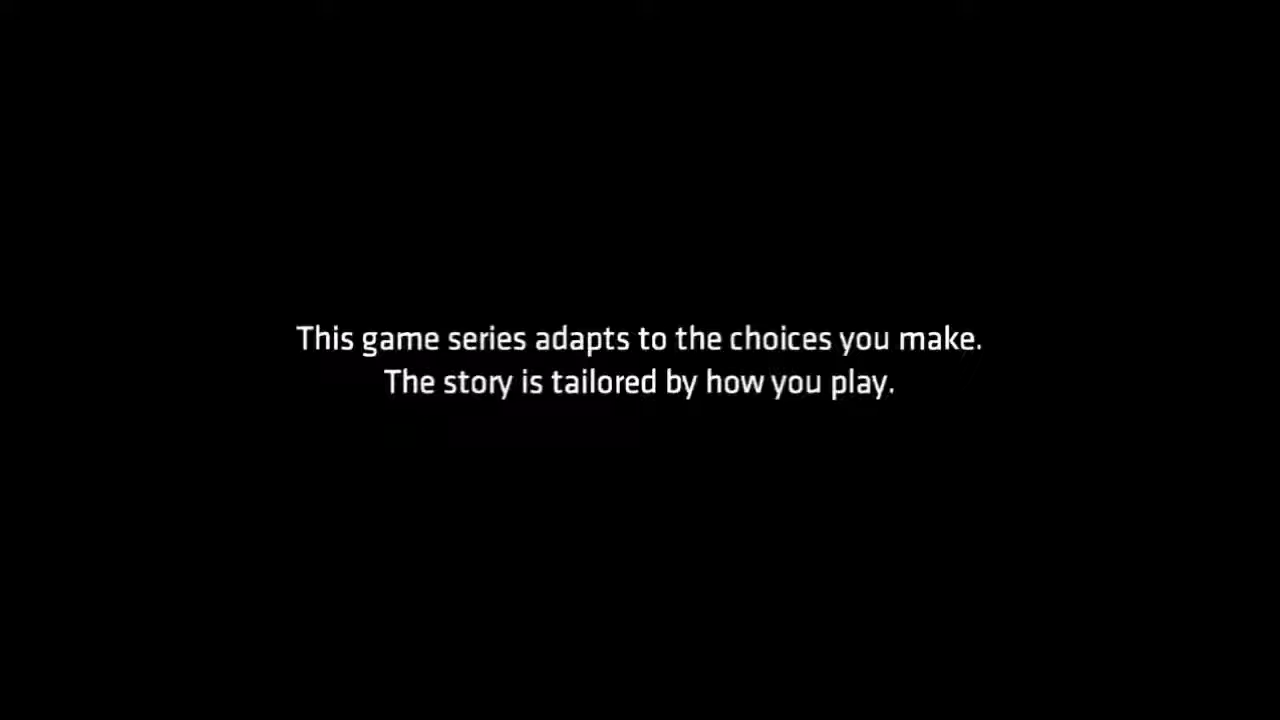 This game series adapts to the choices you make.
The story is tailored by how you play.